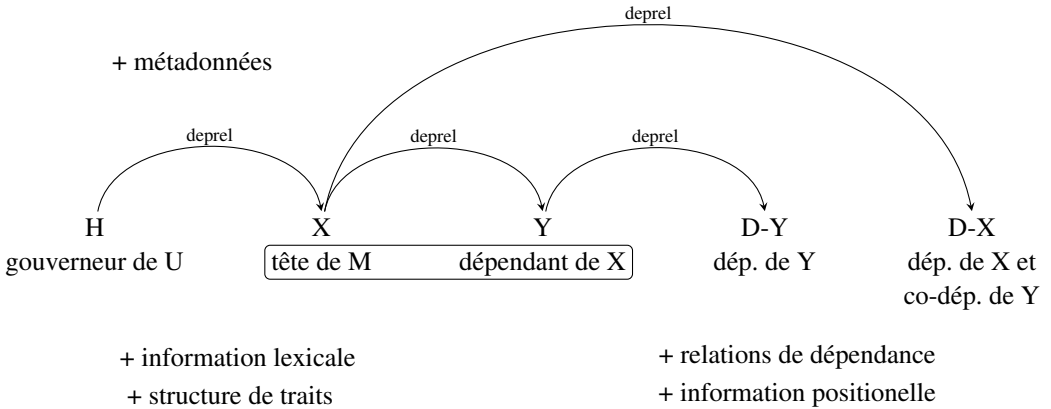 deprel
+ métadonnées
deprel deprel deprel
H X Y D-Y D-X
gouverneur de U tête de M dépendant de X dép. de Y dép. de X et
co-dép. de Y
+ information lexicale + relations de dépendance
+ structure de traits + information positionelle